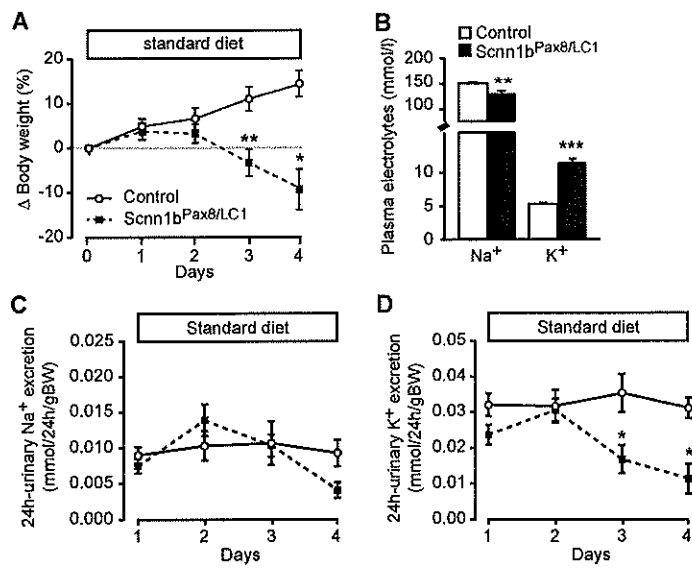 A
standard diet
Δ Body weight (%)
20
10
0
-10
-20
Control
Scnn1bPax8/LC1
0 1 2 3 4
Days
**
*
B
Control
Scnn1bPax8/LC1
Plasma electrolytes (mmol/l)
200
150
100
10
5
0
**
***
Na+ K+
C
Standard diet
24h-urinary Na+ excretion
(mmol/24h/gBW)
0.025
0.020
0.015
0.010
0.005
0.000
1 2 3 4
Days
D
Standard diet
24h-urinary K+ excretion
(mmol/24h/gBW)
0.05
0.04
0.03
0.02
0.01
0.00
*
*
1 2 3 4
Days